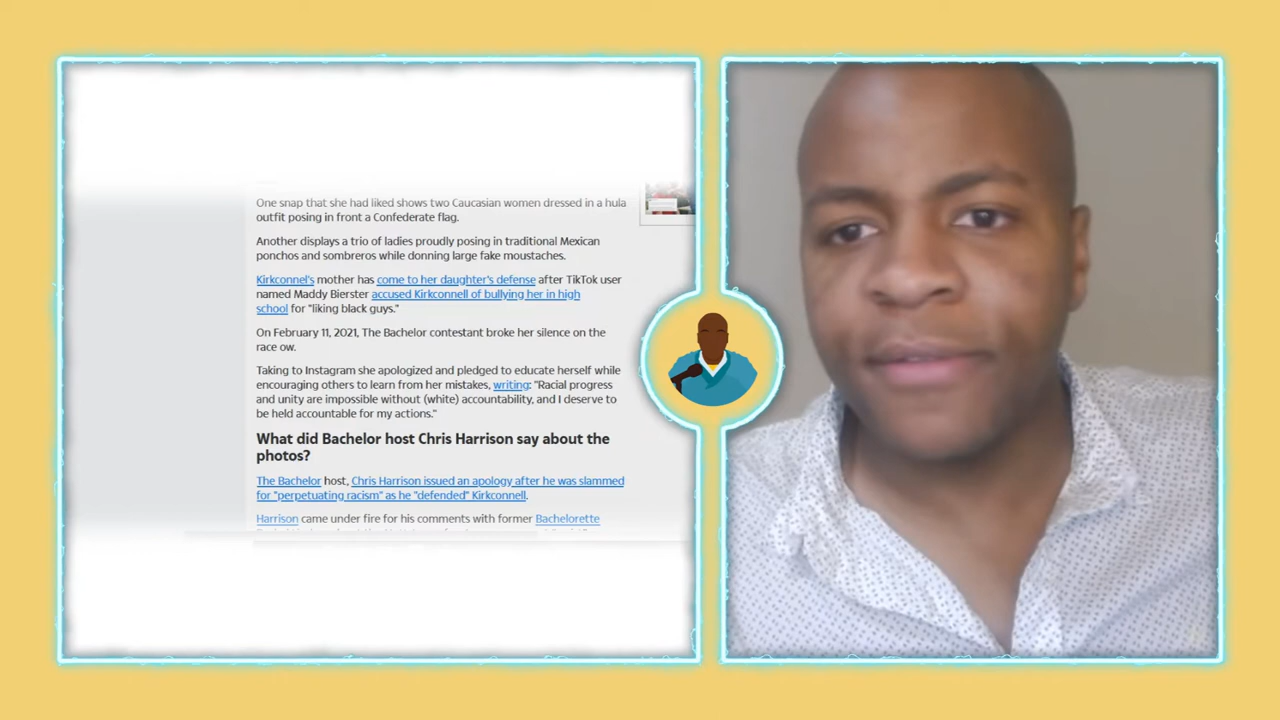 One snap that she had liked shows two Caucasian women dressed in a hula
outfit posing in front a Confederate flag.
Another displays a trio of ladies proudly posing in traditional Mexican
ponchos and sombreros while donning large fake moustaches.
Kirkconnel's mother has come to her daughter's defense after TikTok user
named Maddy Bierster accused Kirkconnell of bullying her in high
school for "liking black guys."
On February 11, 2021, The Bachelor contestant broke her silence on the
race ow.
Taking to Instagram she apologized and pledged to educate herself while
encouraging others to learn from her mistakes, writing: "Racial progress
and unity are impossible without (white) accountability, and I deserve to
be held accountable for my actions."
What did Bachelor host Chris Harrison say about the
photos?
The Bachelor host, Chris Harrison issued an apology after he was slammed
for "perpetuating racism" as he "defended" Kirkconnell.
Harrison came under fire for his comments with former Bachelorette